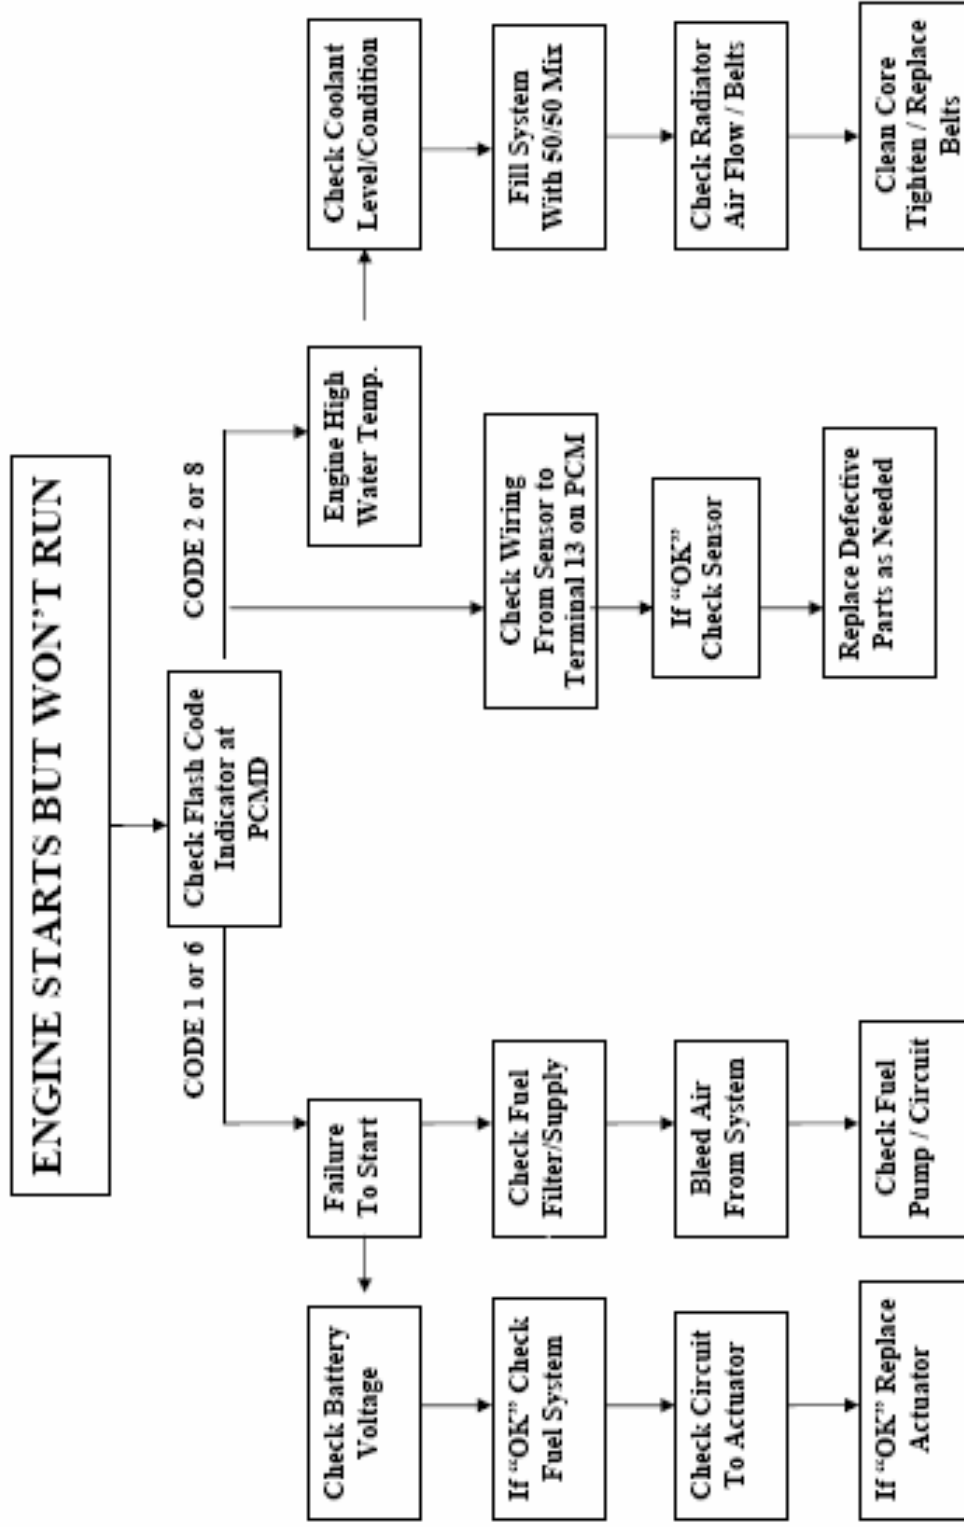 ENGINE STARTS BUT WON'T RUN
Check Flash Code
Indicator at
PCMD
CODE 1 or 6
CODE 2 or 8
Check Battery
Voltage
If “OK” Check
Fuel System
Check Circuit
To Actuator
If “OK” Replace
Actuator
Failure
To Start
Check Fuel
Filter/Supply
Bleed Air
From System
Check Fuel
Pump / Circuit
Check Wiring
From Sensor to
Terminal 13 on PCM
If “OK”
Check Sensor
Replace Defective
Parts as Needed
Engine High
Water Temp.
Check Coolant
Level/Condition
Fill System
With 50/50 Mix
Check Radiator
Air Flow / Belts
Clean Core
Tighten / Replace
Belts